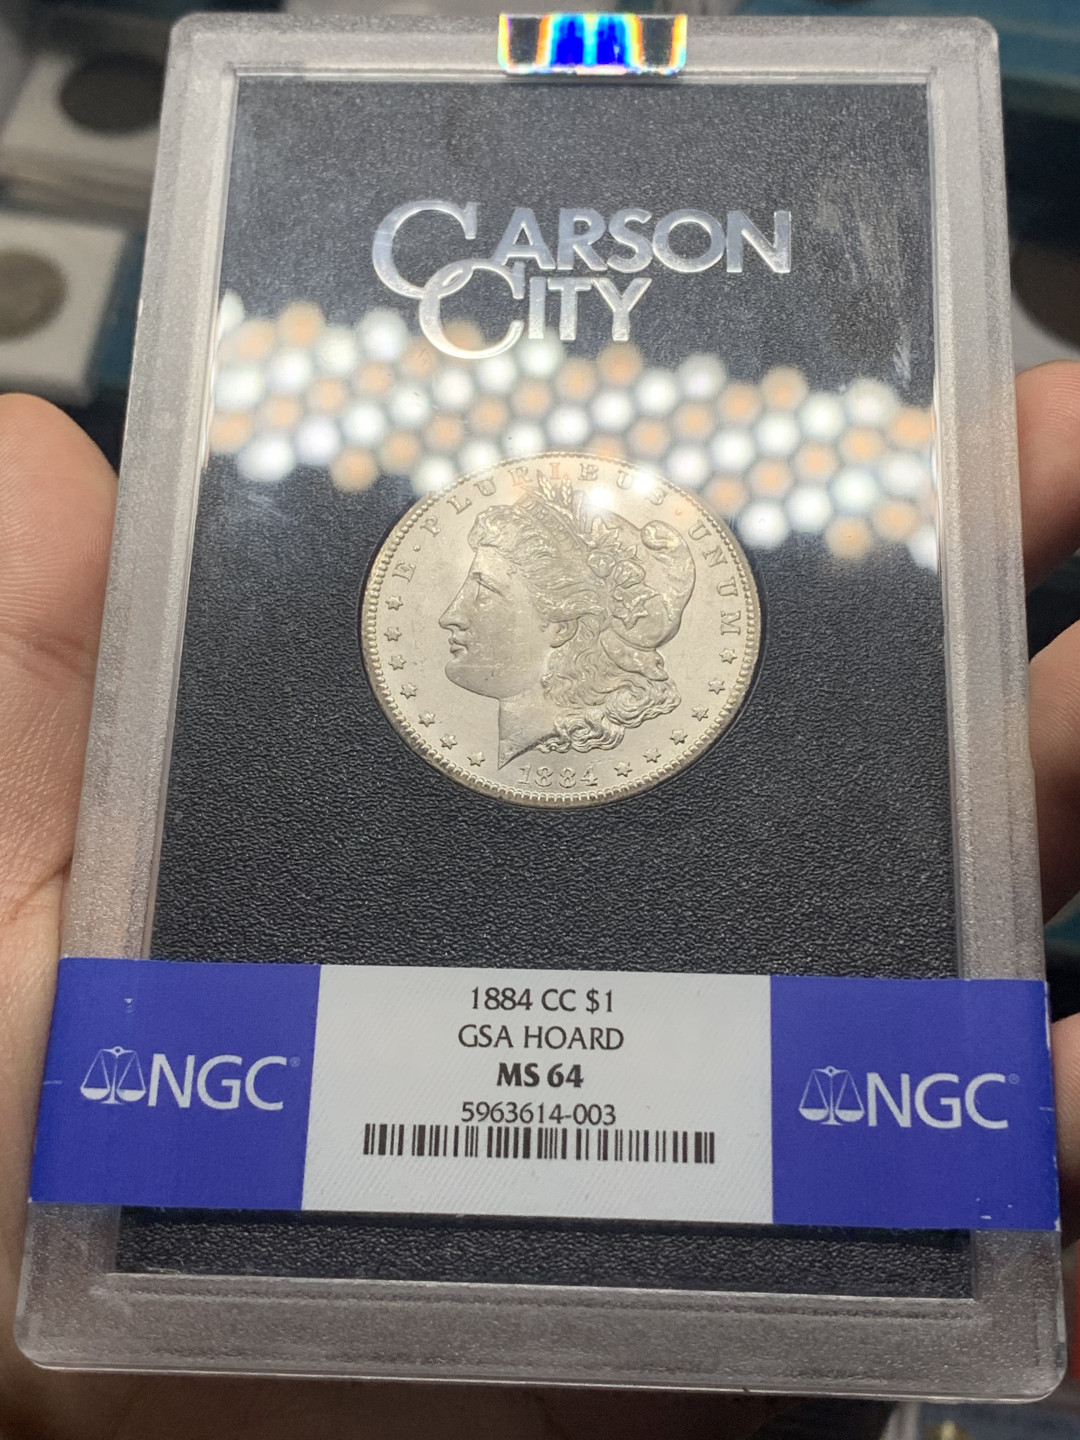 CARSON
CITY
E · PLURIBUS UNUM
1884
1884 CC $1
GSA HOARD
MS 64
5963614-003
NGC®
NGC®